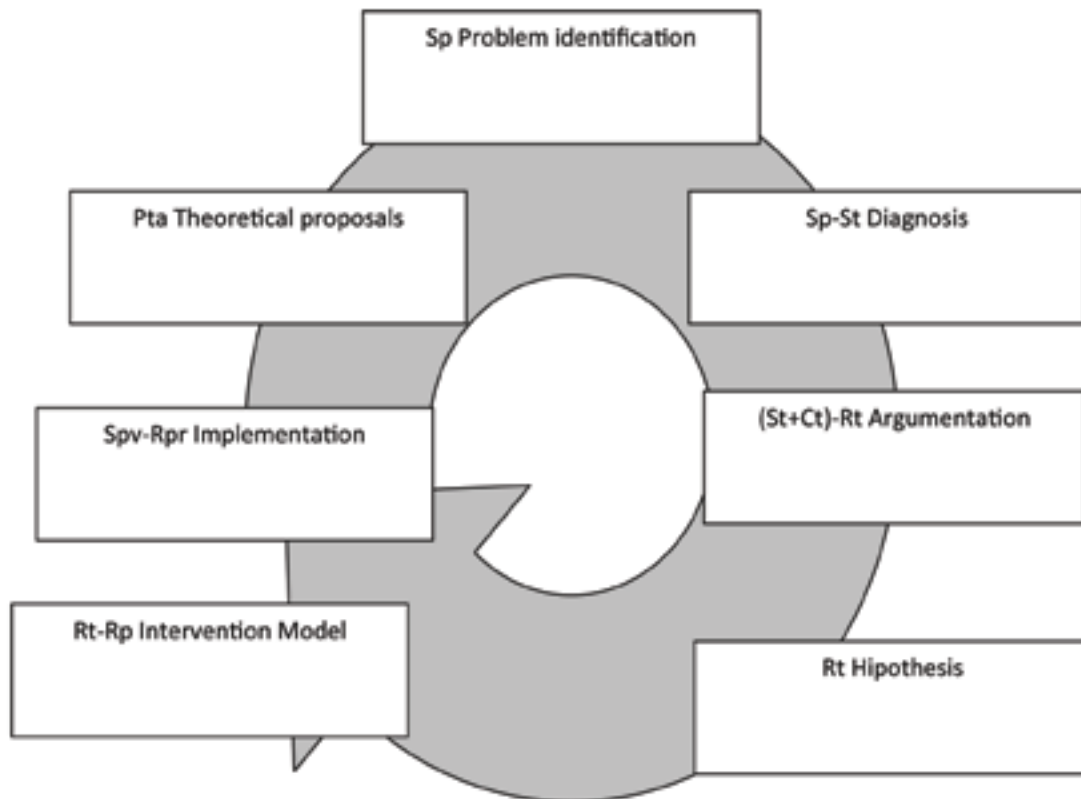 Sp Problem identification
Pta Theoretical proposals
Sp-St Diagnosis
Spv-Rpr Implementation
(St+Ct)-Rt Argumentation
Rt-Rp Intervention Model
Rt Hipothesis